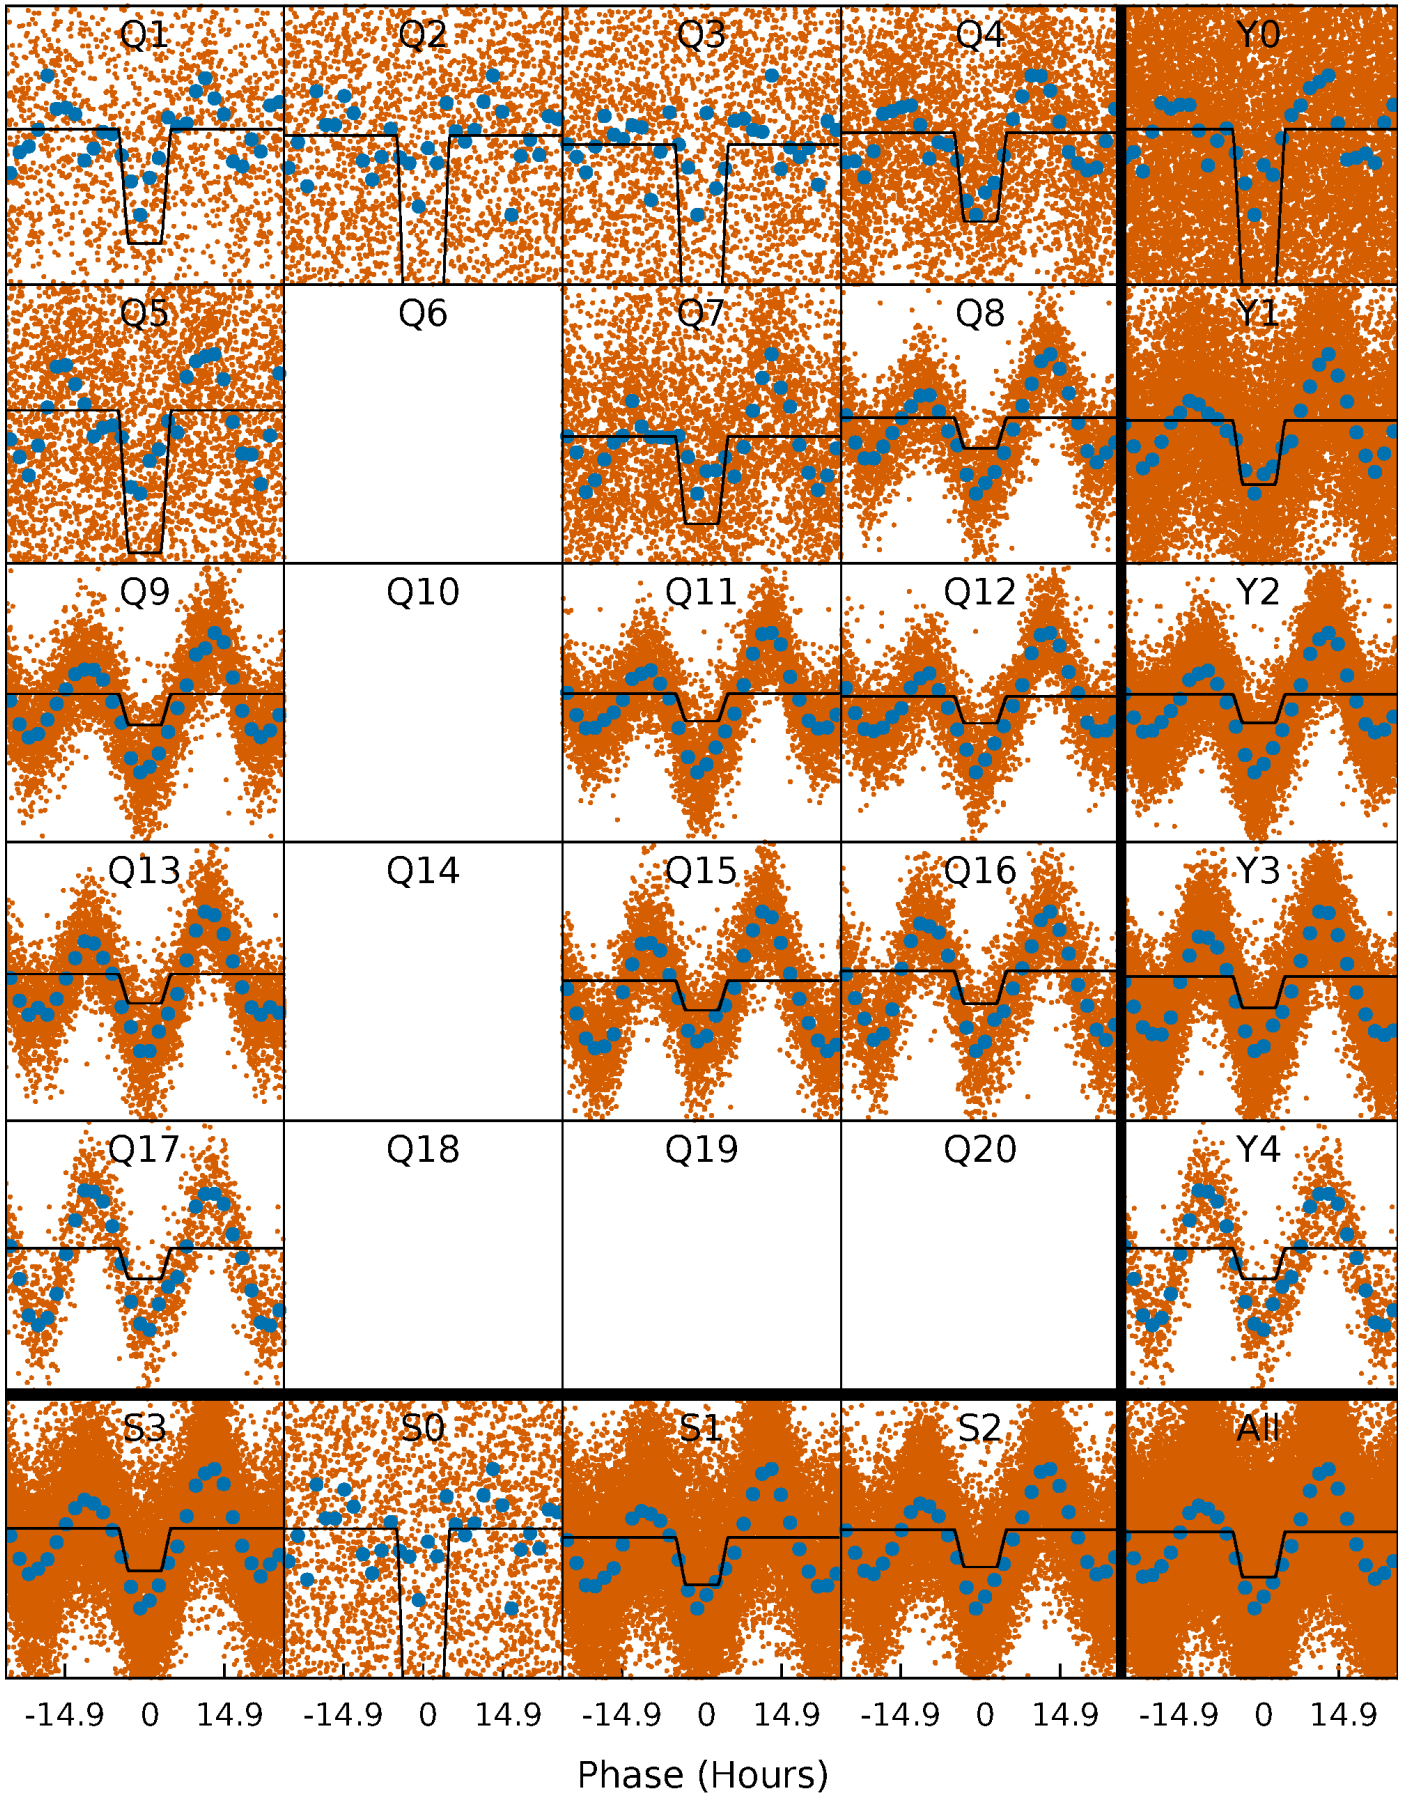 Q1 Q2 Q3 Q4 Y0
Q5 Q6 Q7 Q8 Y1
Q9 Q10 Q11 Q12 Y2
Q13 Q14 Q15 Q16 Y3
Q17 Q18 Q19 Q20 Y4
S3 S0 S1 S2 All
-14.9 0 14.9 -14.9 0 14.9 -14.9 0 14.9 -14.9 0 14.9 -14.9 0 14.9
Phase (Hours)